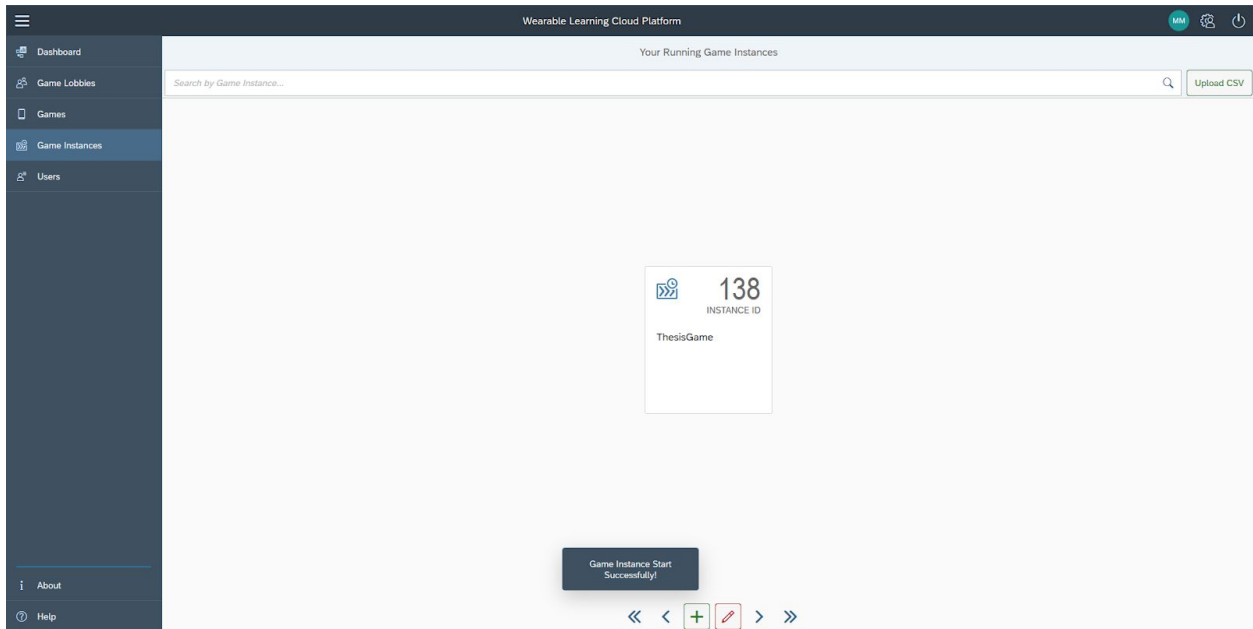 Wearable Learning Cloud Platform
MM
Dashboard
Game Lobbies
Games
Game Instances
Users
Your Running Game Instances
Search by Game Instance...
Upload CSV
138
INSTANCE ID
ThesisGame
Game Instance Start
Successfully!
About
Help